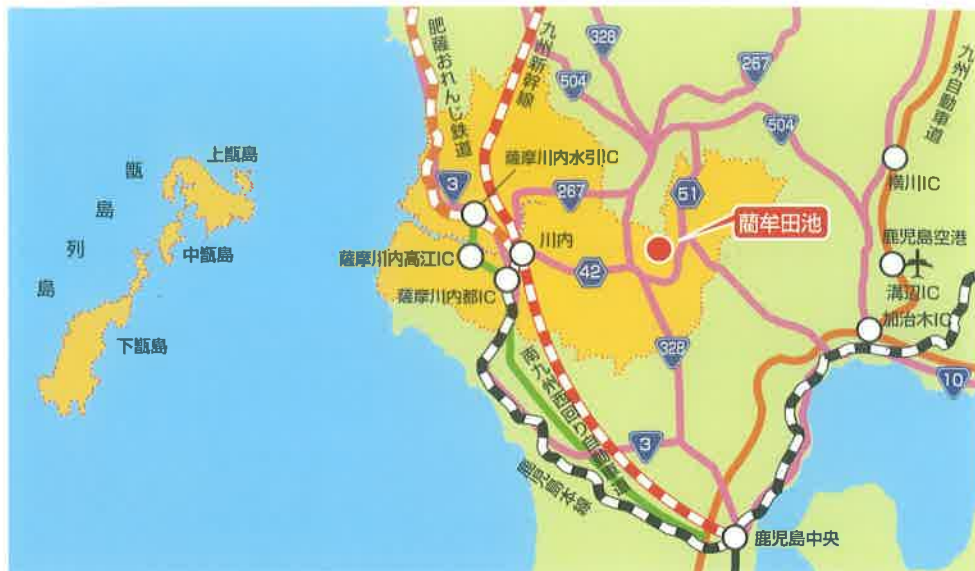 甑島列島
上甑島
中甑島
下甑島
肥薩おれんじ鉄道
九州新幹線
328
267
504
九州自動車道
504
薩摩川内水引IC
3
267
51
横川IC
藺牟田池
川内
薩摩川内高江IC
42
鹿児島空港
薩摩川内都IC
溝辺IC
加治木IC
328
10
南九州西回り自動車道
3
鹿児島本線
鹿児島中央